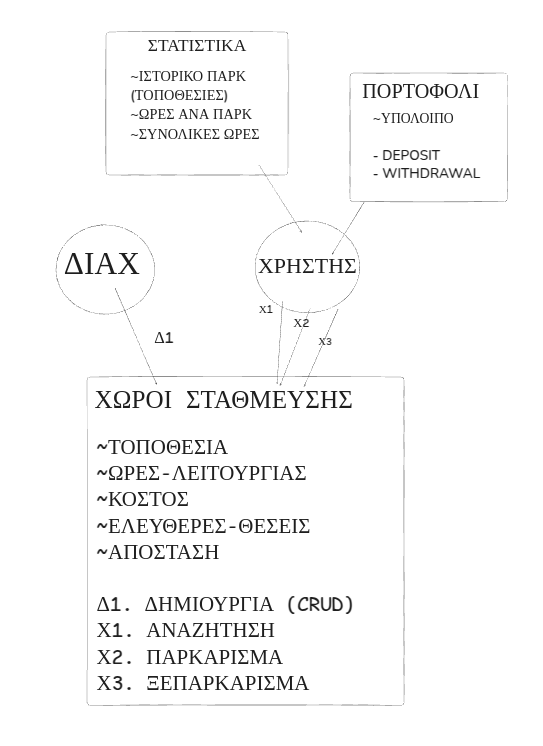 ΣΤΑΤΙΣΤΙΚΑ
~ΙΣΤΟΡΙΚΟ ΠΑΡΚ
(ΤΟΠΟΘΕΣΙΕΣ)
~ΩΡΕΣ ΑΝΑ ΠΑΡΚ
~ΣΥΝΟΛΙΚΕΣ ΩΡΕΣ
ΠΟΡΤΟΦΟΛΙ
~ΥΠΟΛΟΙΠΟ
- DEPOSIT
- WITHDRAWAL
ΔΙΑΧ
ΧΡΗΣΤΗΣ
Χ1
Χ2
Χ3
Δ1
ΧΩΡΟΙ ΣΤΑΘΜΕΥΣΗΣ
~ΤΟΠΟΘΕΣΙΑ
~ΩΡΕΣ-ΛΕΙΤΟΥΡΓΙΑΣ
~ΚΟΣΤΟΣ
~ΕΛΕΥΘΕΡΕΣ-ΘΕΣΕΙΣ
~ΑΠΟΣΤΑΣΗ
Δ1. ΔΗΜΙΟΥΡΓΙΑ (CRUD)
Χ1. ΑΝΑΖΗΤΗΣΗ
Χ2. ΠΑΡΚΑΡΙΣΜΑ
Χ3. ΞΕΠΑΡΚΑΡΙΣΜΑ